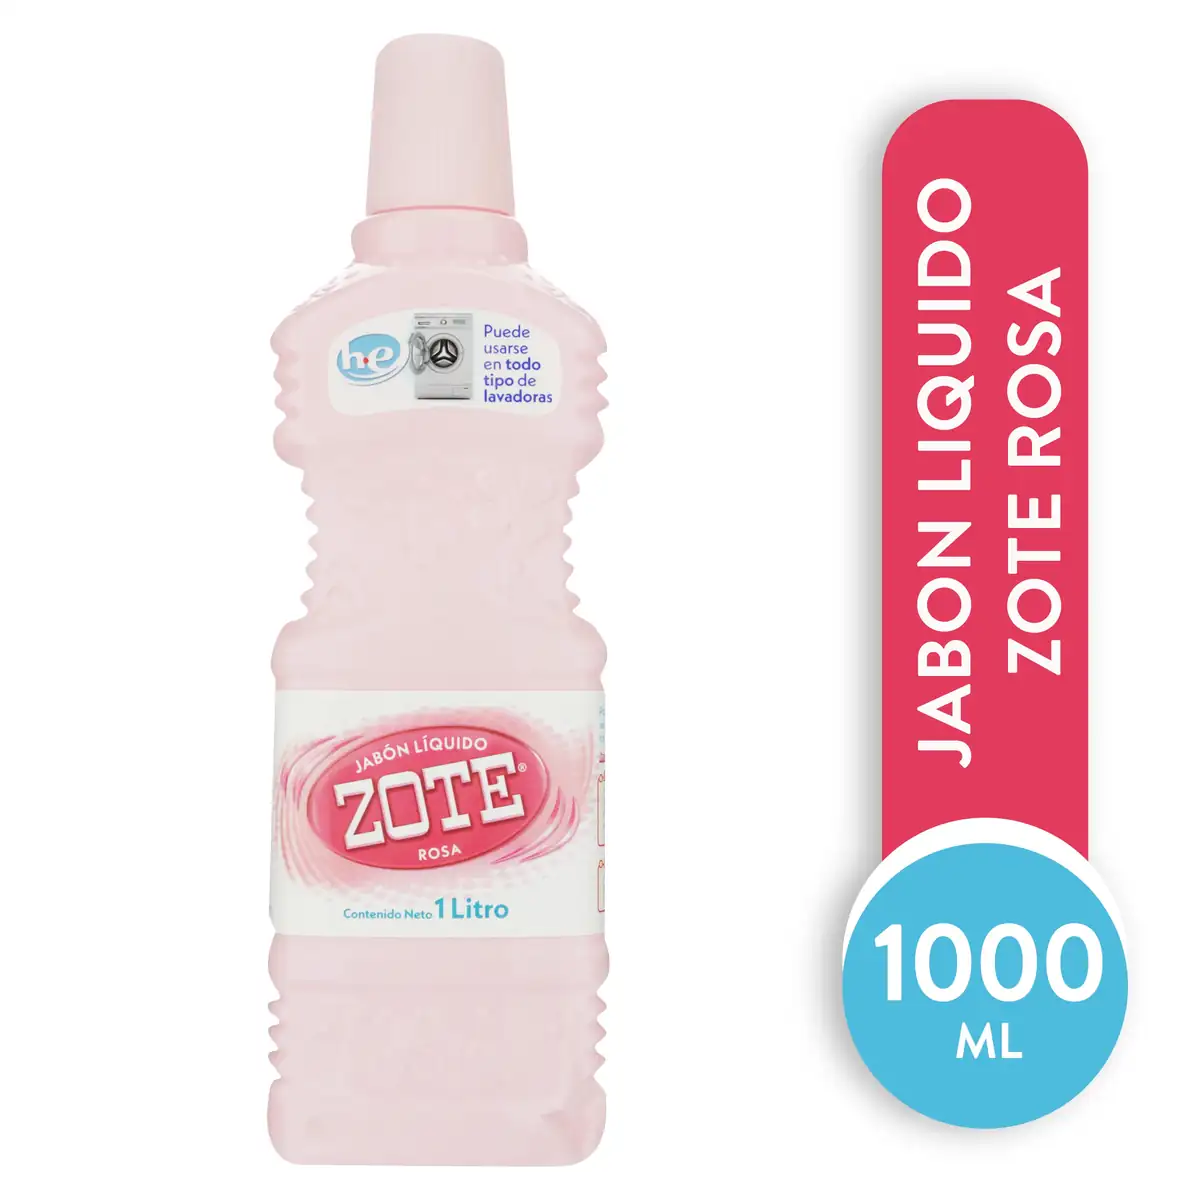 h·e
Puede
usarse
en todo
tipo de
lavadoras
JABÓN LÍQUIDO
ZOTE®
ROSA
Contenido Neto 1 Litro
JABON LIQUIDO
ZOTE ROSA
1000
ML